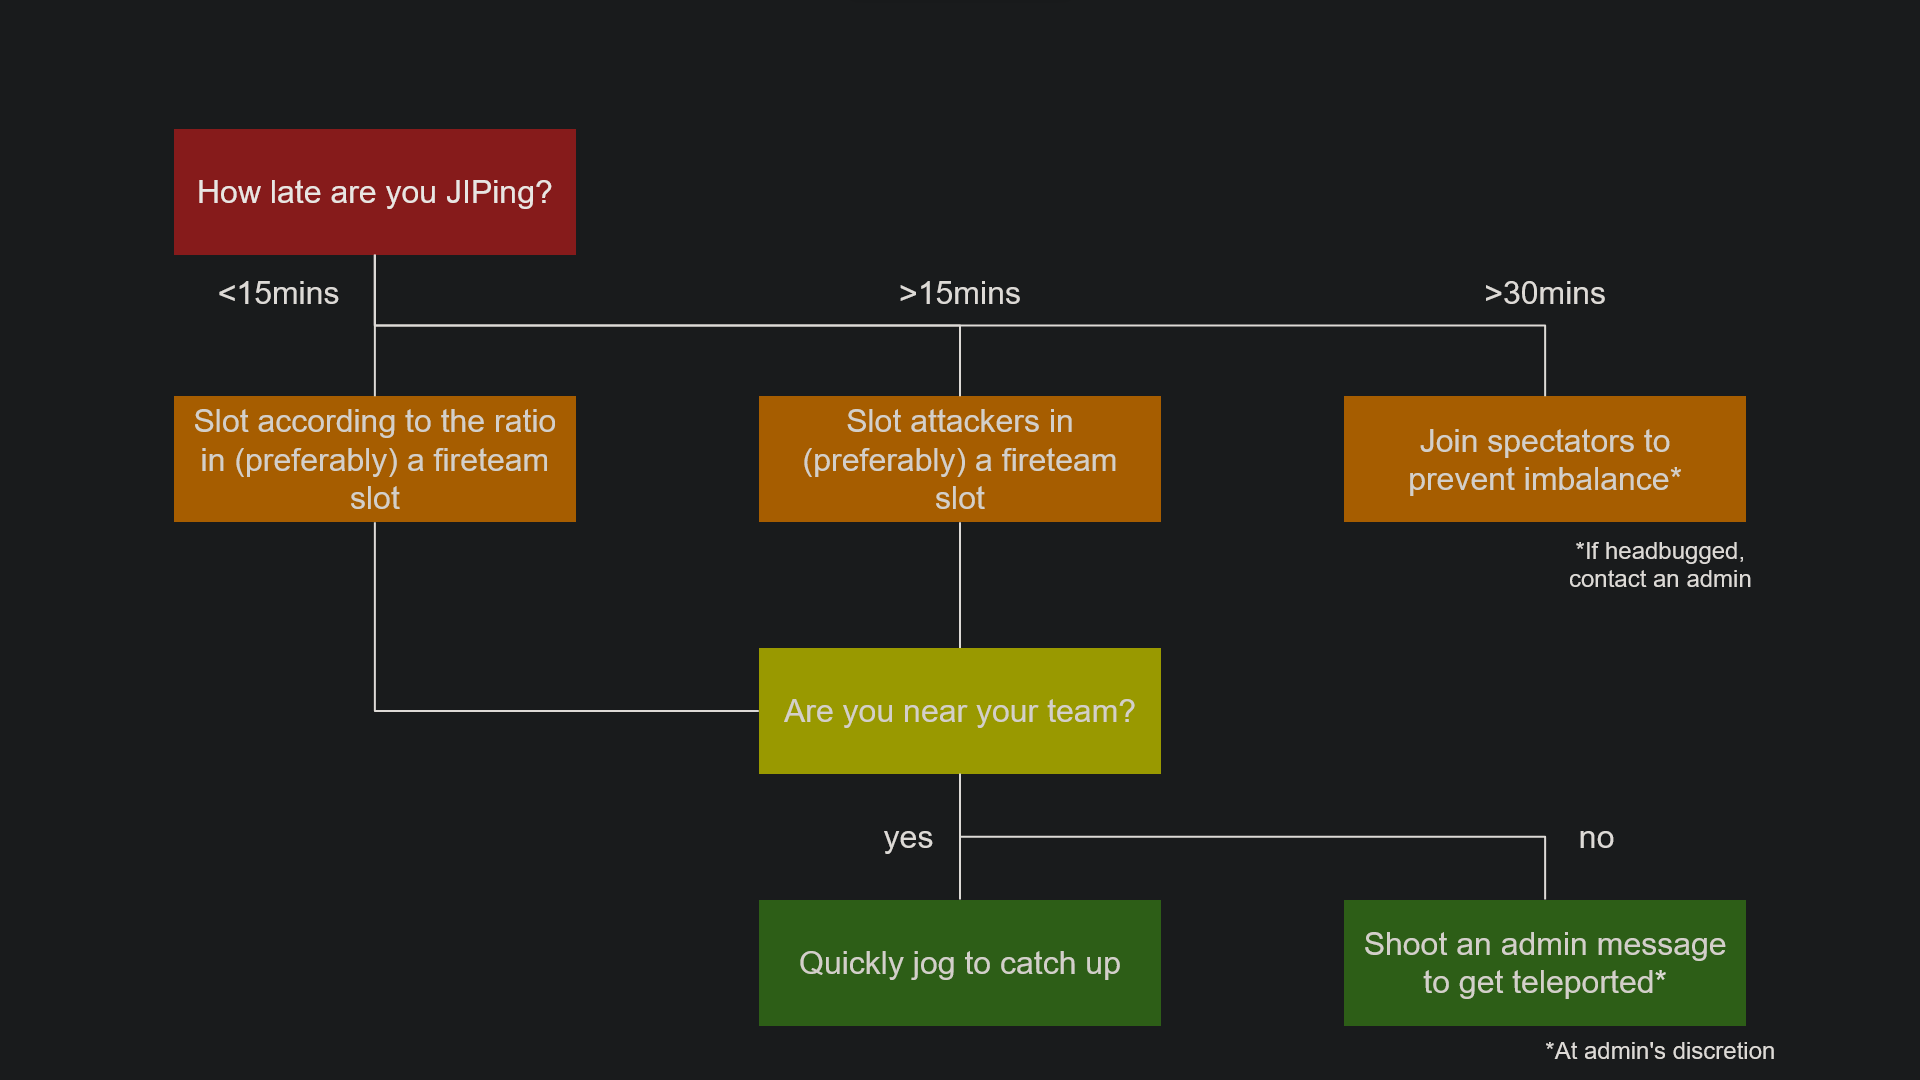 How late are you JIPing?
<15mins
>15mins
>30mins
Slot according to the ratio
in (preferably) a fireteam
slot
Slot attackers in
(preferably) a fireteam
slot
Join spectators to
prevent imbalance*
*If headbugged,
contact an admin
Are you near your team?
yes
no
Quickly jog to catch up
Shoot an admin message
to get teleported*
*At admin's discretion